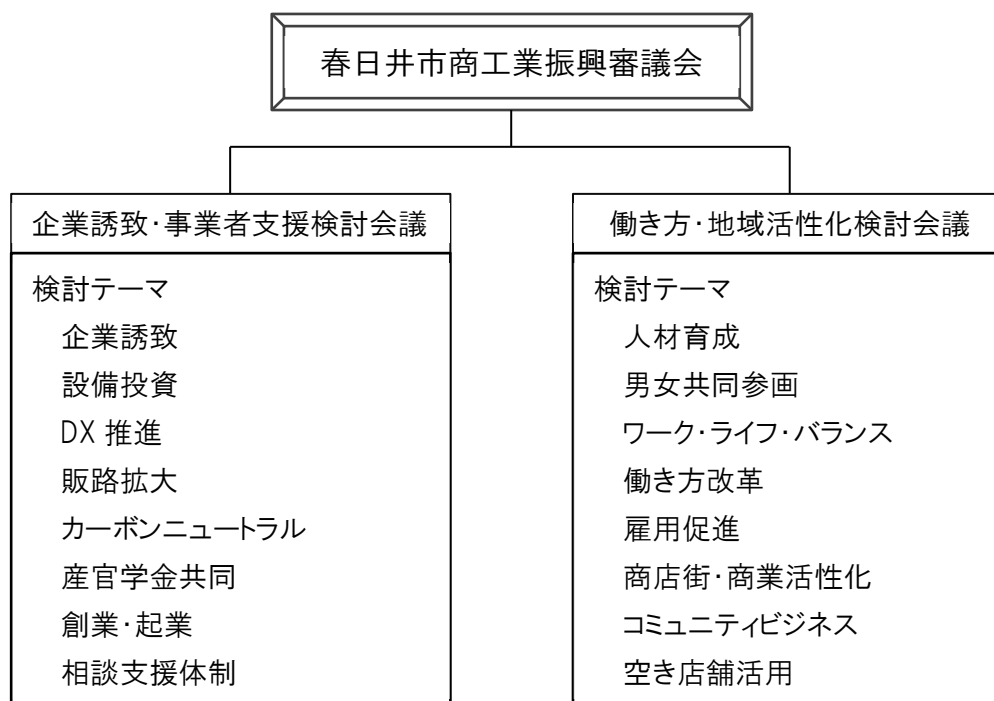 春日井市商工業振興審議会
企業誘致・事業者支援検討会議
検討テーマ
企業誘致
設備投資
DX 推進
販路拡大
カーボンニュートラル
産官学金共同
創業・起業
相談支援体制
働き方・地域活性化検討会議
検討テーマ
人材育成
男女共同参画
ワーク・ライフ・バランス
働き方改革
雇用促進
商店街・商業活性化
コミュニティビジネス
空き店舗活用